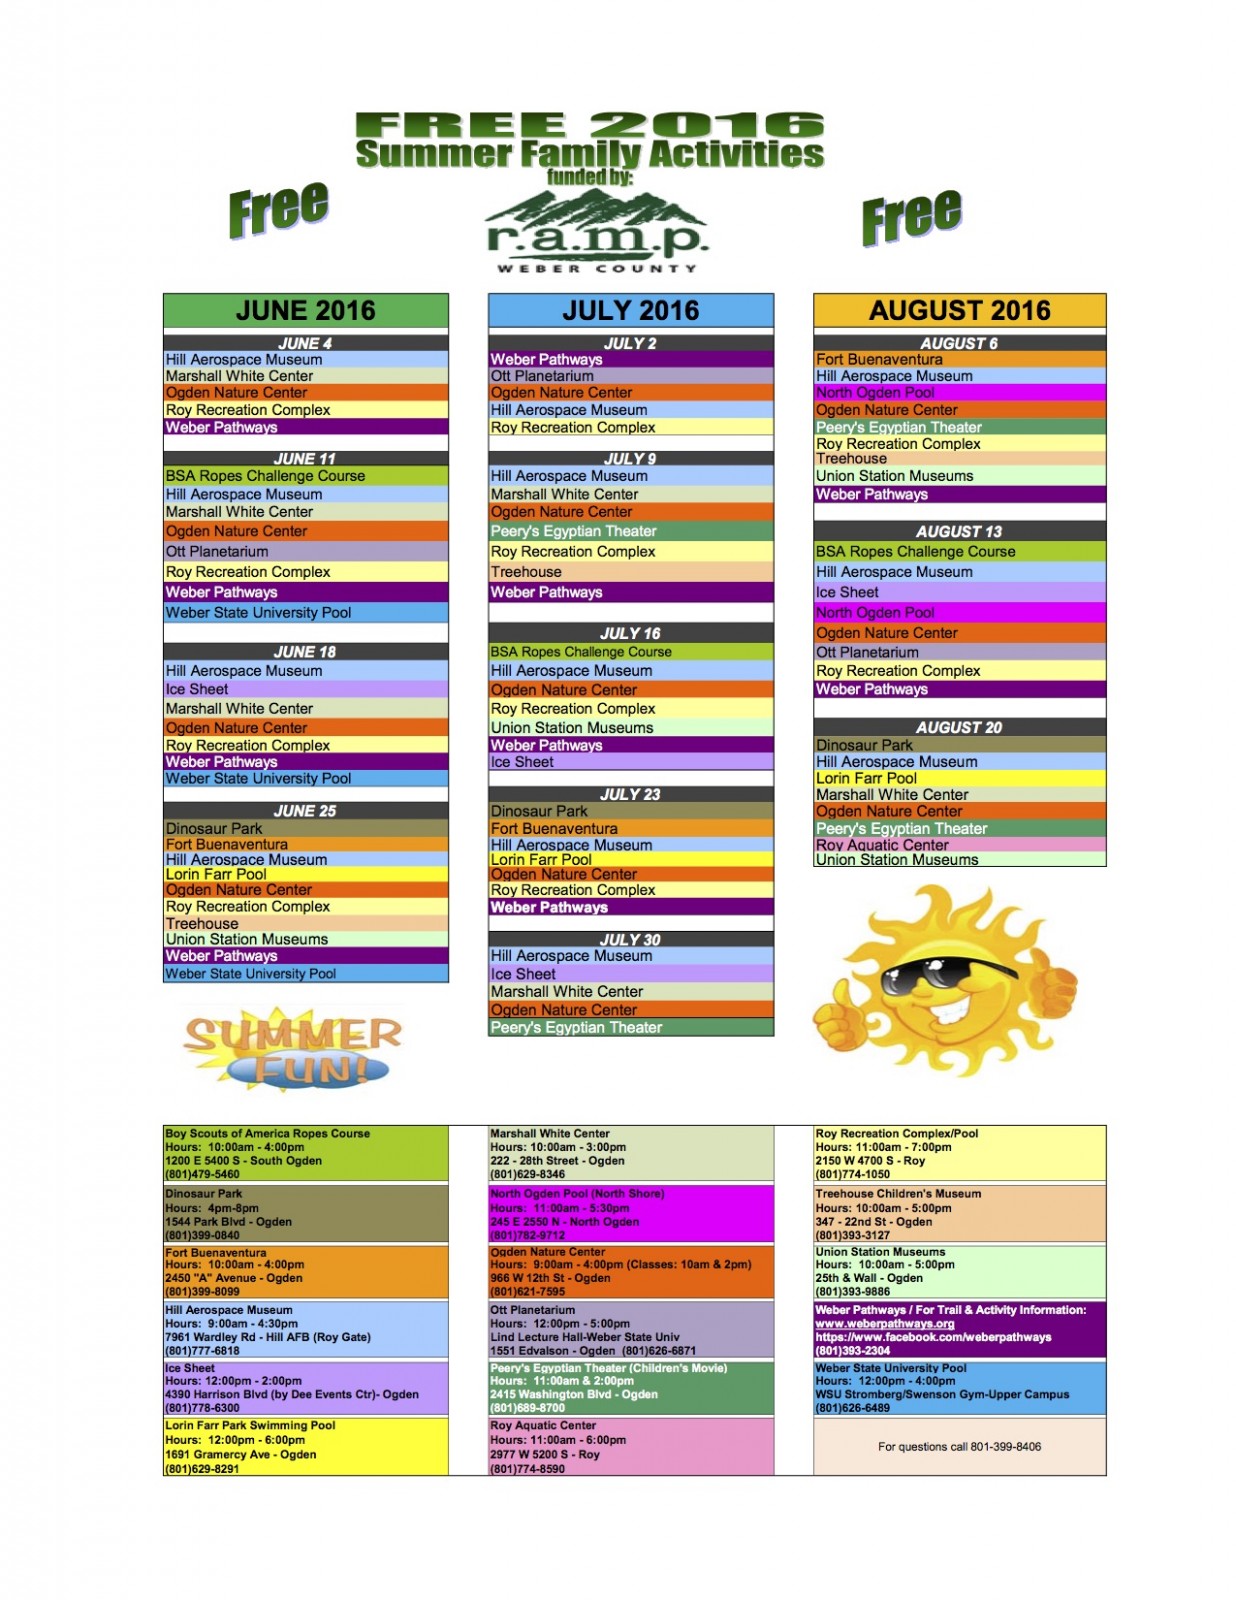 FREE 2016
Summer Family Activities
funded by:
Free
Free
r.a.m.p.
WEBER COUNTY
JUNE 2016
JUNE 4
Hill Aerospace Museum
Marshall White Center
Ogden Nature Center
Roy Recreation Complex
Weber Pathways
JUNE 11
BSA Ropes Challenge Course
Hill Aerospace Museum
Marshall White Center
Ogden Nature Center
Ott Planetarium
Roy Recreation Complex
Weber Pathways
Weber State University Pool
JUNE 18
Hill Aerospace Museum
Ice Sheet
Marshall White Center
Ogden Nature Center
Roy Recreation Complex
Weber Pathways
Weber State University Pool
JUNE 25
Dinosaur Park
Fort Buenaventura
Hill Aerospace Museum
Lorin Farr Pool
Ogden Nature Center
Roy Recreation Complex
Treehouse
Union Station Museums
Weber Pathways
Weber State University Pool
SUMMER
FUN!
JULY 2016
JULY 2
Weber Pathways
Ott Planetarium
Ogden Nature Center
Hill Aerospace Museum
Roy Recreation Complex
JULY 9
Hill Aerospace Museum
Marshall White Center
Ogden Nature Center
Peery's Egyptian Theater
Roy Recreation Complex
Treehouse
Weber Pathways
JULY 16
BSA Ropes Challenge Course
Hill Aerospace Museum
Ogden Nature Center
Roy Recreation Complex
Union Station Museums
Weber Pathways
Ice Sheet
JULY 23
Dinosaur Park
Fort Buenaventura
Hill Aerospace Museum
Lorin Farr Pool
Ogden Nature Center
Roy Recreation Complex
Weber Pathways
JULY 30
Hill Aerospace Museum
Ice Sheet
Marshall White Center
Ogden Nature Center
Peery's Egyptian Theater
AUGUST 2016
AUGUST 6
Fort Buenaventura
Hill Aerospace Museum
North Ogden Pool
Ogden Nature Center
Peery's Egyptian Theater
Roy Recreation Complex
Treehouse
Union Station Museums
Weber Pathways
AUGUST 13
BSA Ropes Challenge Course
Hill Aerospace Museum
Ice Sheet
North Ogden Pool
Ogden Nature Center
Ott Planetarium
Roy Recreation Complex
Weber Pathways
AUGUST 20
Dinosaur Park
Hill Aerospace Museum
Lorin Farr Pool
Marshall White Center
Ogden Nature Center
Peery's Egyptian Theater
Roy Aquatic Center
Union Station Museums
Boy Scouts of America Ropes Course
Hours: 10:00am - 4:00pm
1200 E 5400 S - South Ogden
(801)479-5460
Dinosaur Park
Hours: 4pm-8pm
1544 Park Blvd - Ogden
(801)399-0840
Fort Buenaventura
Hours: 10:00am - 4:00pm
2450 "A" Avenue - Ogden
(801)399-8099
Hill Aerospace Museum
Hours: 9:00am - 4:30pm
7961 Wardley Rd - Hill AFB (Roy Gate)
(801)777-6818
Ice Sheet
Hours: 12:00pm - 2:00pm
4390 Harrison Blvd (by Dee Events Ctr)- Ogden
(801)778-6300
Lorin Farr Park Swimming Pool
Hours: 12:00pm - 6:00pm
1691 Gramercy Ave - Ogden
(801)629-8291
Marshall White Center
Hours: 10:00am - 3:00pm
222 - 28th Street - Ogden
(801)629-8346
North Ogden Pool (North Shore)
Hours: 11:00am - 5:30pm
245 E 2550 N - North Ogden
(801)782-9712
Ogden Nature Center
Hours: 9:00am - 4:00pm (Classes: 10am & 2pm)
966 W 12th St - Ogden
(801)621-7595
Ott Planetarium
Hours: 12:00pm - 5:00pm
Lind Lecture Hall-Weber State Univ
1551 Edvalson - Ogden (801)626-6871
Peery's Egyptian Theater (Children's Movie)
Hours: 11:00am & 2:00pm
2415 Washington Blvd - Ogden
(801)689-8700
Roy Aquatic Center
Hours: 11:00am - 6:00pm
2977 W 5200 S - Roy
(801)774-8590
Roy Recreation Complex/Pool
Hours: 11:00am - 7:00pm
2150 W 4700 S - Roy
(801)774-1050
Treehouse Children's Museum
Hours: 10:00am - 5:00pm
347 - 22nd St - Ogden
(801)393-3127
Union Station Museums
Hours: 10:00am - 5:00pm
25th & Wall - Ogden
(801)393-9886
Weber Pathways / For Trail & Activity Information:
www.weberpathways.org
https://www.facebook.com/weberpathways
(801)393-2304
Weber State University Pool
Hours: 12:00pm - 4:00pm
WSU Stromberg/Swenson Gym-Upper Campus
(801)626-6489
For questions call 801-399-8406